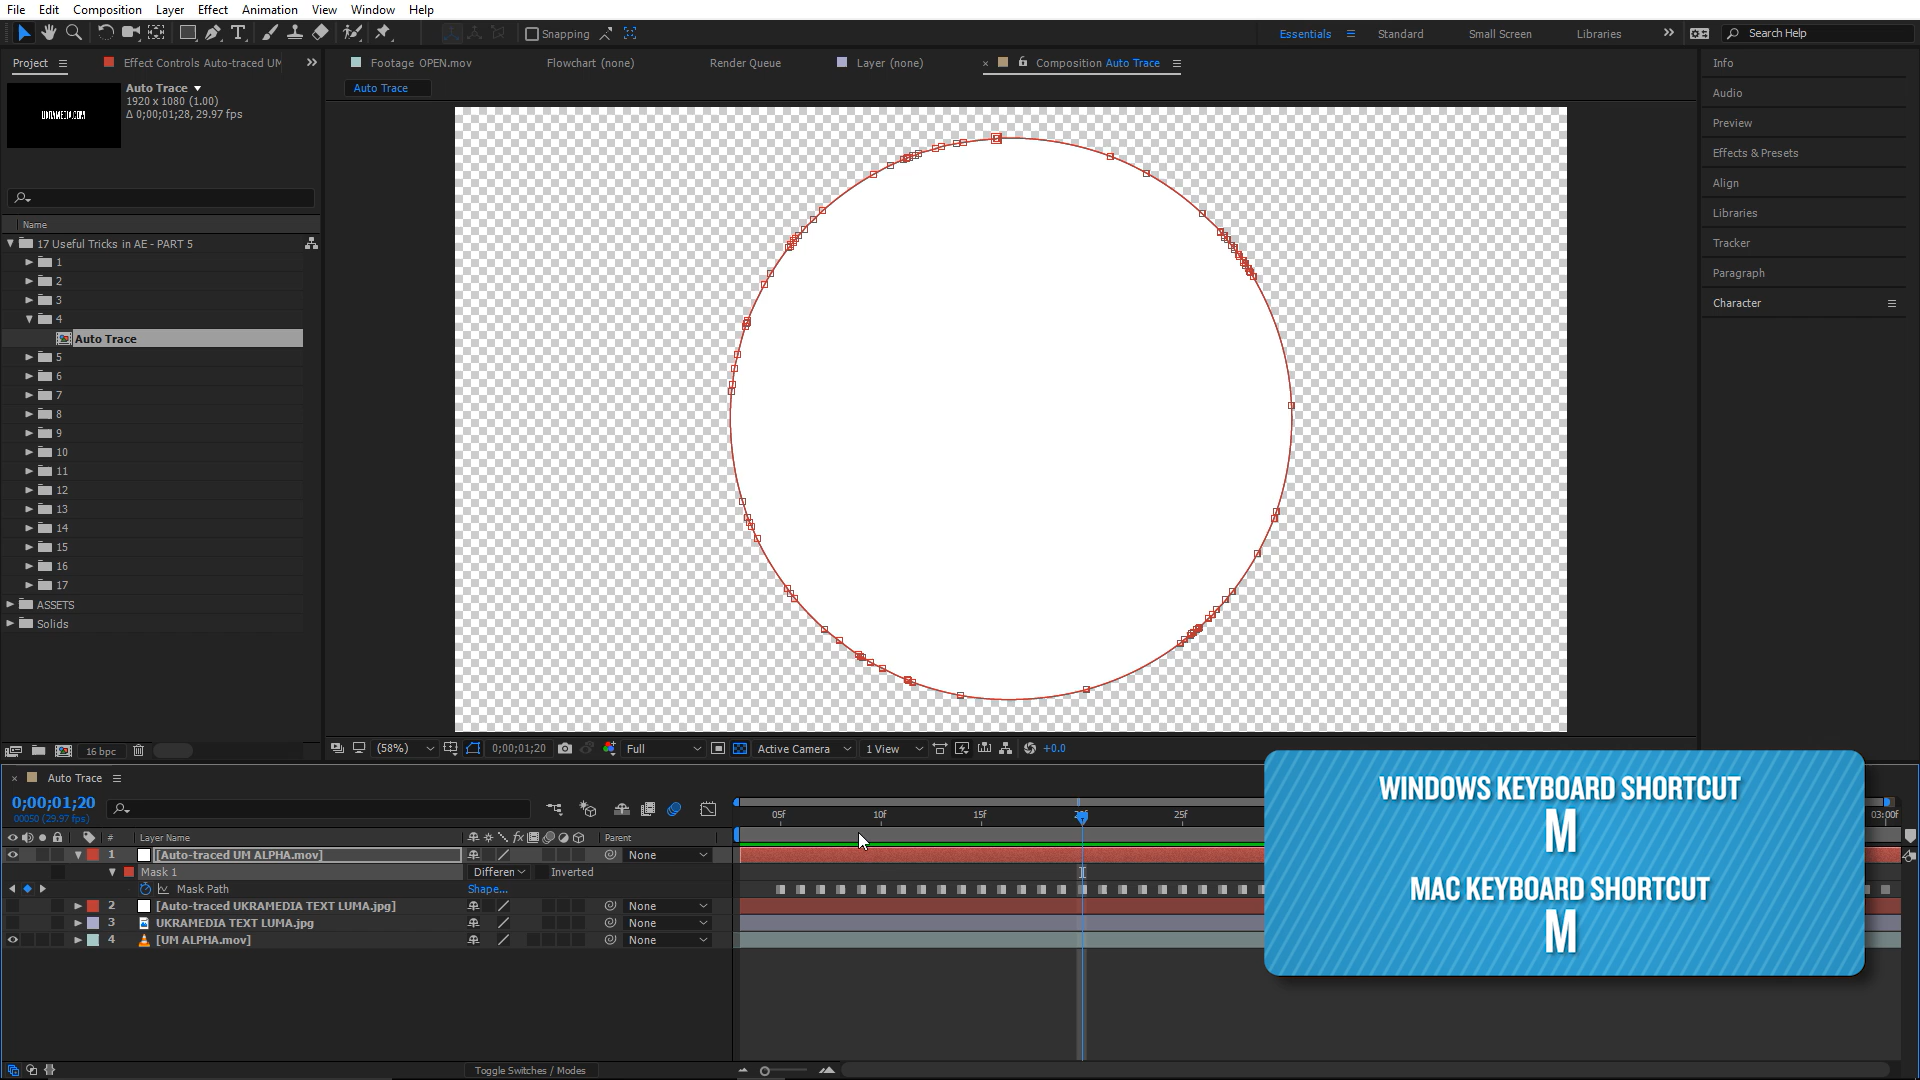 File Edit Composition Layer Effect Animation View Window Help
Snapping
Essentials Standard Small Screen Libraries Search Help
Project Effect Controls Auto-traced UM
Footage OPEN.mov Flowchart (none) Render Queue Layer (none) Composition Auto Trace
Auto Trace
Auto Trace
1920 x 1080 (1.00)
Δ 0;00;01;28, 29.97 fps
UKRAMEDIA.COM
Name
17 Useful Tricks in AE - PART 5
1
2
3
4
Auto Trace
5
6
7
8
9
10
11
12
13
14
15
16
17
ASSETS
Solids
16 bpc
Info
Audio
Preview
Effects & Presets
Align
Libraries
Tracker
Paragraph
Character
(58%) 0;00;01;20 Full Active Camera 1 View +0.0
Auto Trace
0;00;01;20
00050 (29.97 fps)
# Layer Name Parent
05f 10f 15f 20f 25f 03:00f
1 [Auto-traced UM ALPHA.mov] None
Mask 1 Differen Inverted
Mask Path Shape...
2 [Auto-traced UKRAMEDIA TEXT LUMA.jpg] None
3 UKRAMEDIA TEXT LUMA.jpg None
4 [UM ALPHA.mov] None
Toggle Switches / Modes
WINDOWS KEYBOARD SHORTCUT
M
MAC KEYBOARD SHORTCUT
M